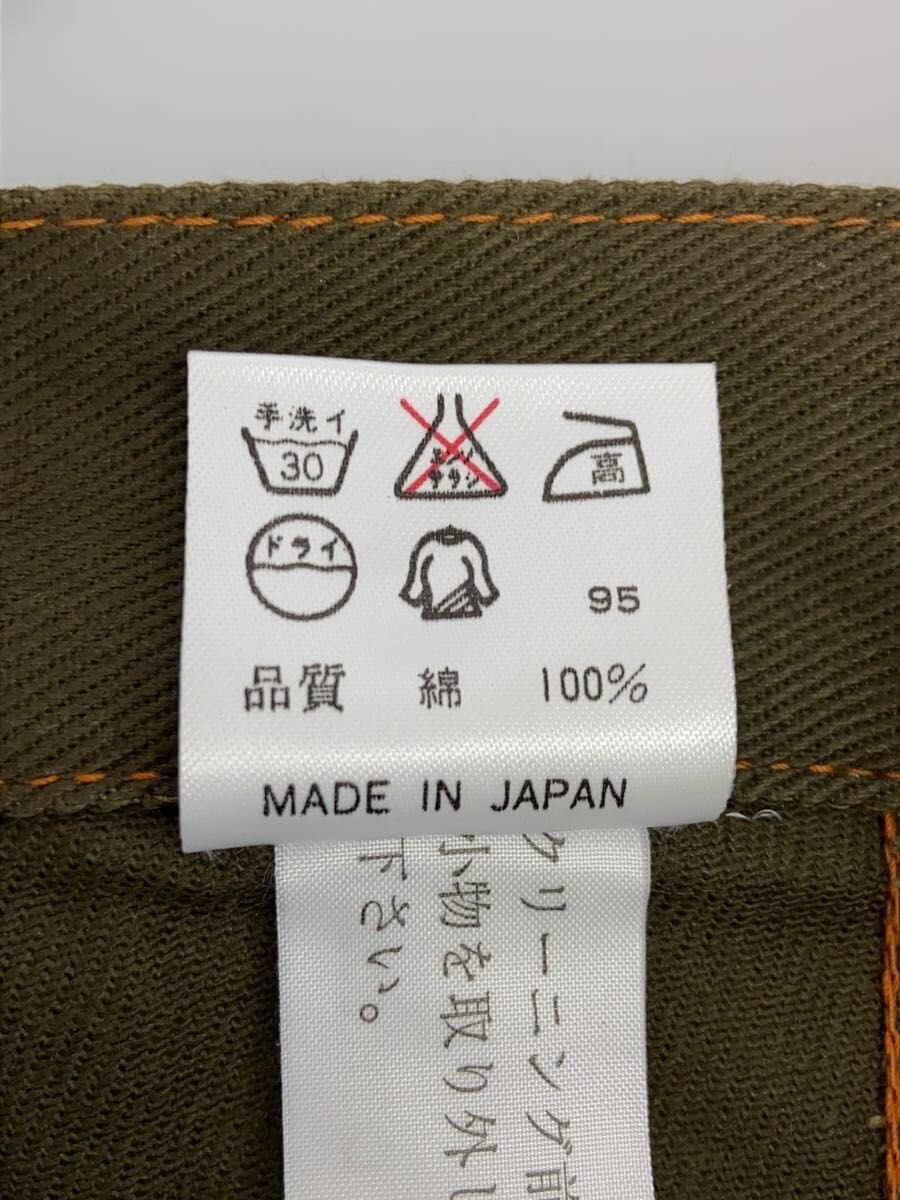 手洗イ
30
エンソ
サラシ
高
ドライ
95
品質 綿 100%
MADE IN JAPAN
クリーニング前
小物を取り外し
下さい。